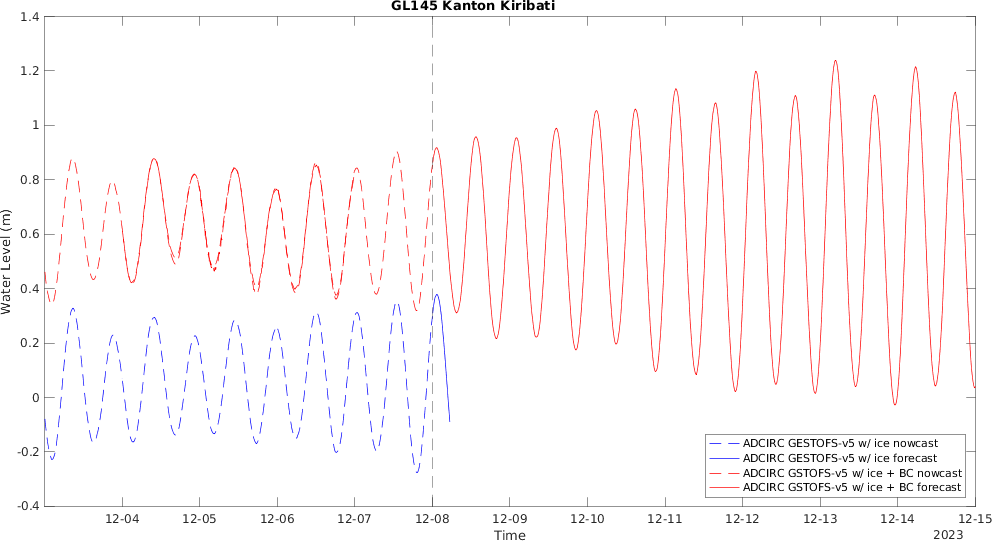 GL145 Kanton Kiribati
Water Level (m)
1.4
1.2
1
0.8
0.6
0.4
0.2
0
-0.2
-0.4
ADCIRC GESTOFS-v5 w/ ice nowcast
ADCIRC GESTOFS-v5 w/ ice forecast
ADCIRC GSTOFS-v5 w/ ice + BC nowcast
ADCIRC GSTOFS-v5 w/ ice + BC forecast
12-04 12-05 12-06 12-07 12-08 12-09 12-10 12-11 12-12 12-13 12-14 12-15
Time
2023